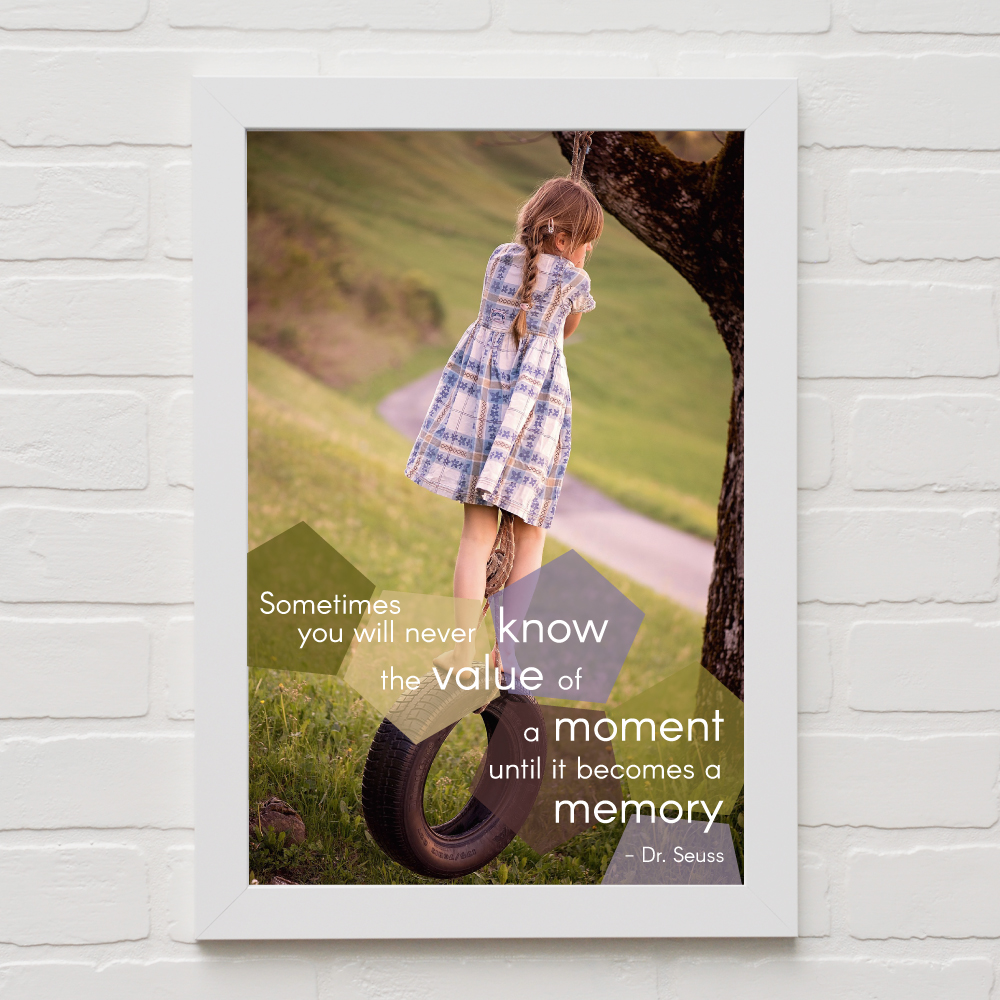 Sometimes
you will never know
the value of
a moment
until it becomes a
memory
- Dr. Seuss